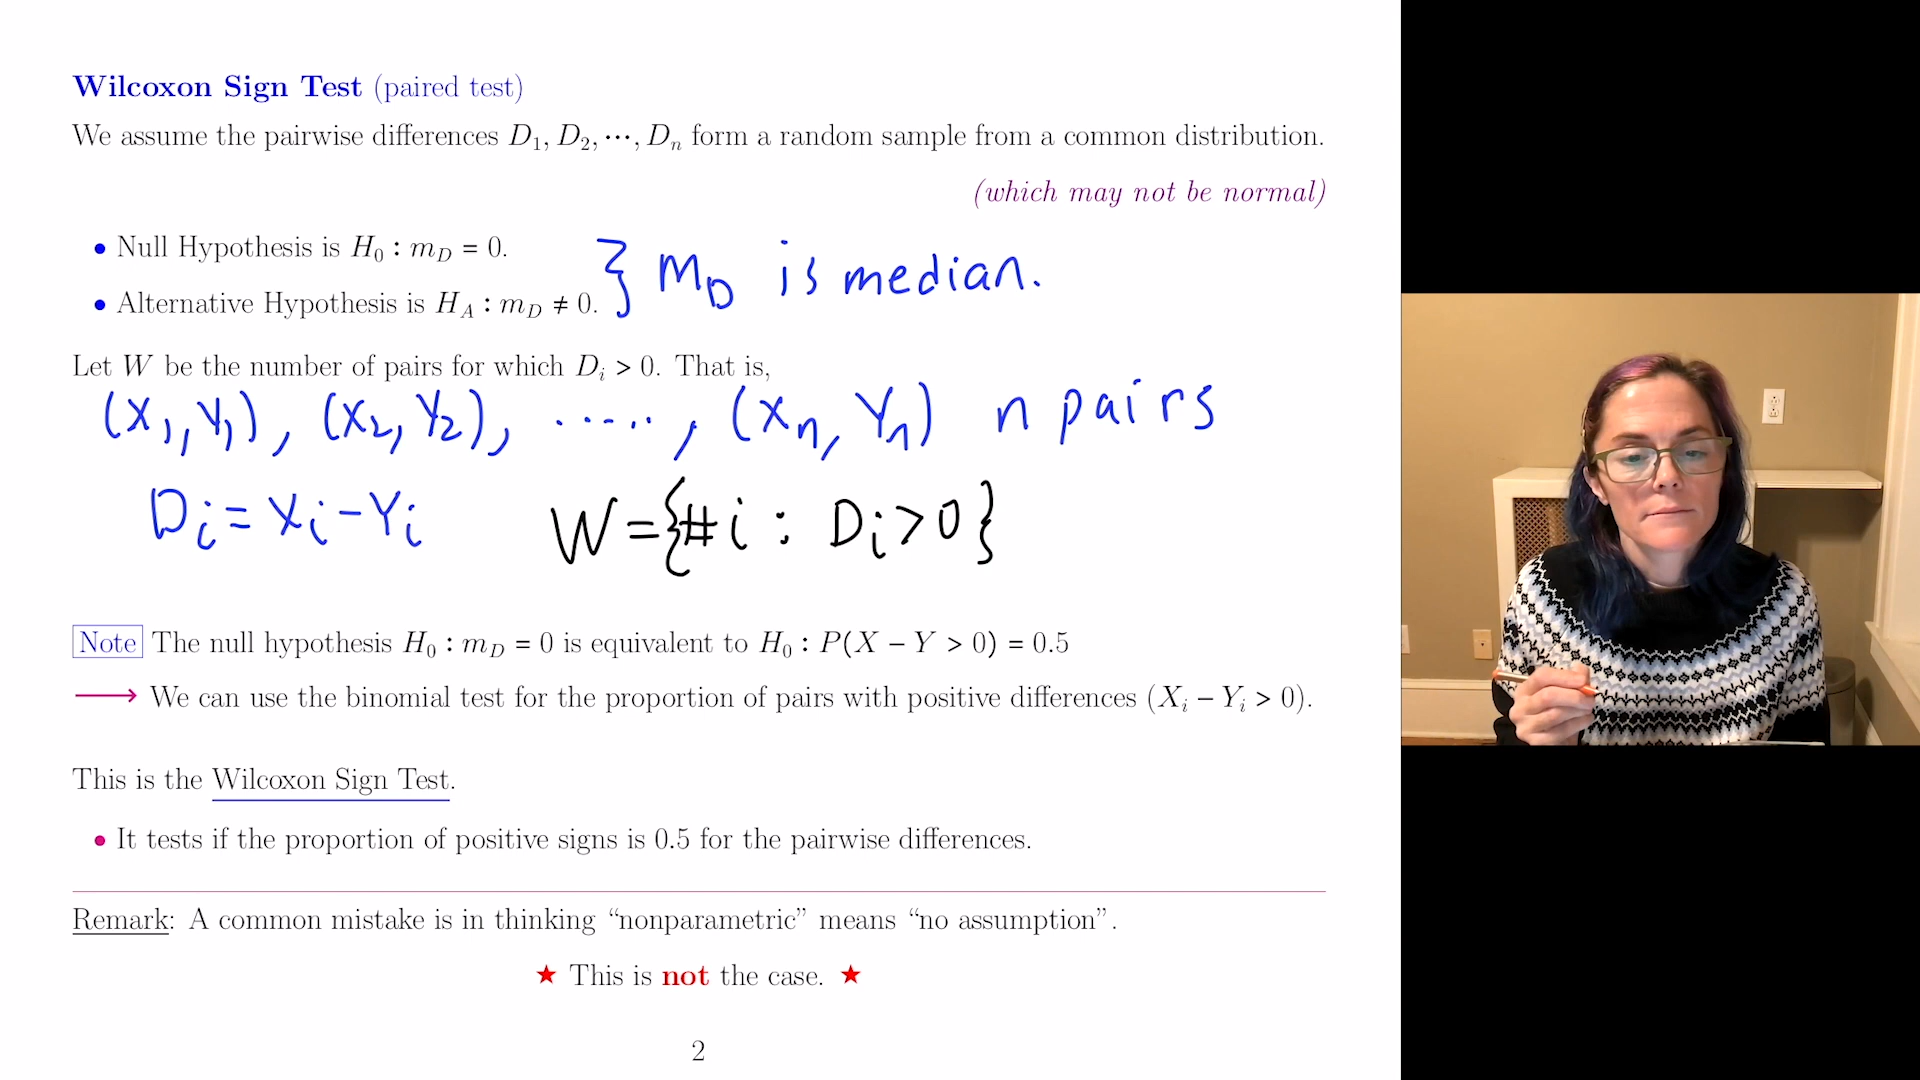 Wilcoxon Sign Test (paired test)
We assume the pairwise differences D₁, D₂, ⋯, Dₙ form a random sample from a common distribution.
(which may not be normal)
• Null Hypothesis is H₀ : m_D = 0.
• Alternative Hypothesis is H_A : m_D ≠ 0.
} m_D is median.
Let W be the number of pairs for which Dᵢ > 0. That is,
(X₁, Y₁), (X₂, Y₂), ....., (Xₙ, Yₙ) n pairs
Dᵢ = Xᵢ - Yᵢ W = {# i : Dᵢ > 0}
Note The null hypothesis H₀ : m_D = 0 is equivalent to H₀ : P(X − Y > 0) = 0.5
⟶ We can use the binomial test for the proportion of pairs with positive differences (Xᵢ − Yᵢ > 0).
This is the Wilcoxon Sign Test.
• It tests if the proportion of positive signs is 0.5 for the pairwise differences.
Remark: A common mistake is in thinking “nonparametric” means “no assumption”.
★ This is not the case. ★
2